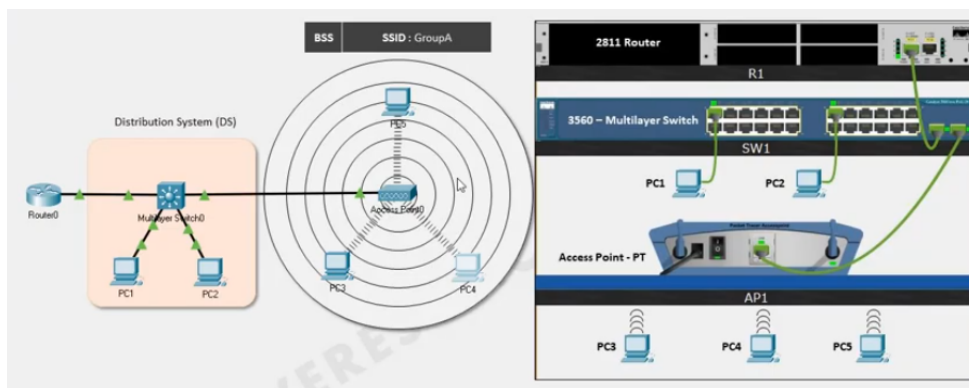 BSS SSID : GroupA
Distribution System (DS)
Router0
Multilayer Switch0
PC1
PC2
PC5
Access Point0
PC3
PC4
2811 Router
R1
3560 – Multilayer Switch
SW1
PC1
PC2
Access Point - PT
AP1
PC3
PC4
PC5